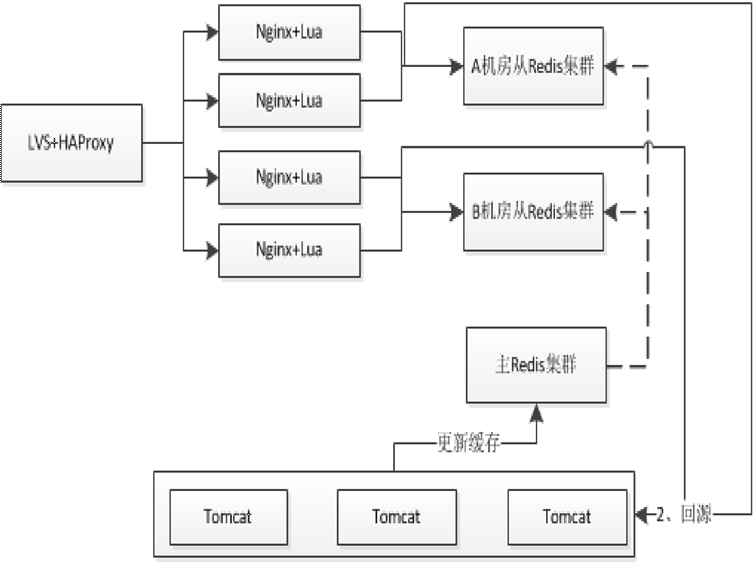 Nginx+Lua
A机房从Redis集群
Nginx+Lua
LVS+HAProxy
Nginx+Lua
B机房从Redis集群
Nginx+Lua
主Redis集群
更新缓存
Tomcat
Tomcat
Tomcat
2、回源